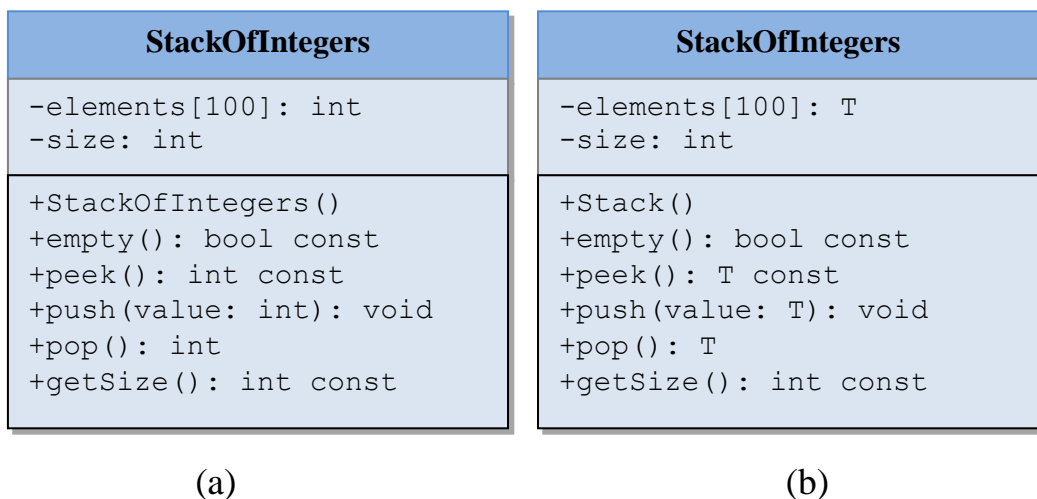 StackOfIntegers
-elements[100]: int
-size: int
+StackOfIntegers()
+empty(): bool const
+peek(): int const
+push(value: int): void
+pop(): int
+getSize(): int const
(a)
StackOfIntegers
-elements[100]: T
-size: int
+Stack()
+empty(): bool const
+peek(): T const
+push(value: T): void
+pop(): T
+getSize(): int const
(b)